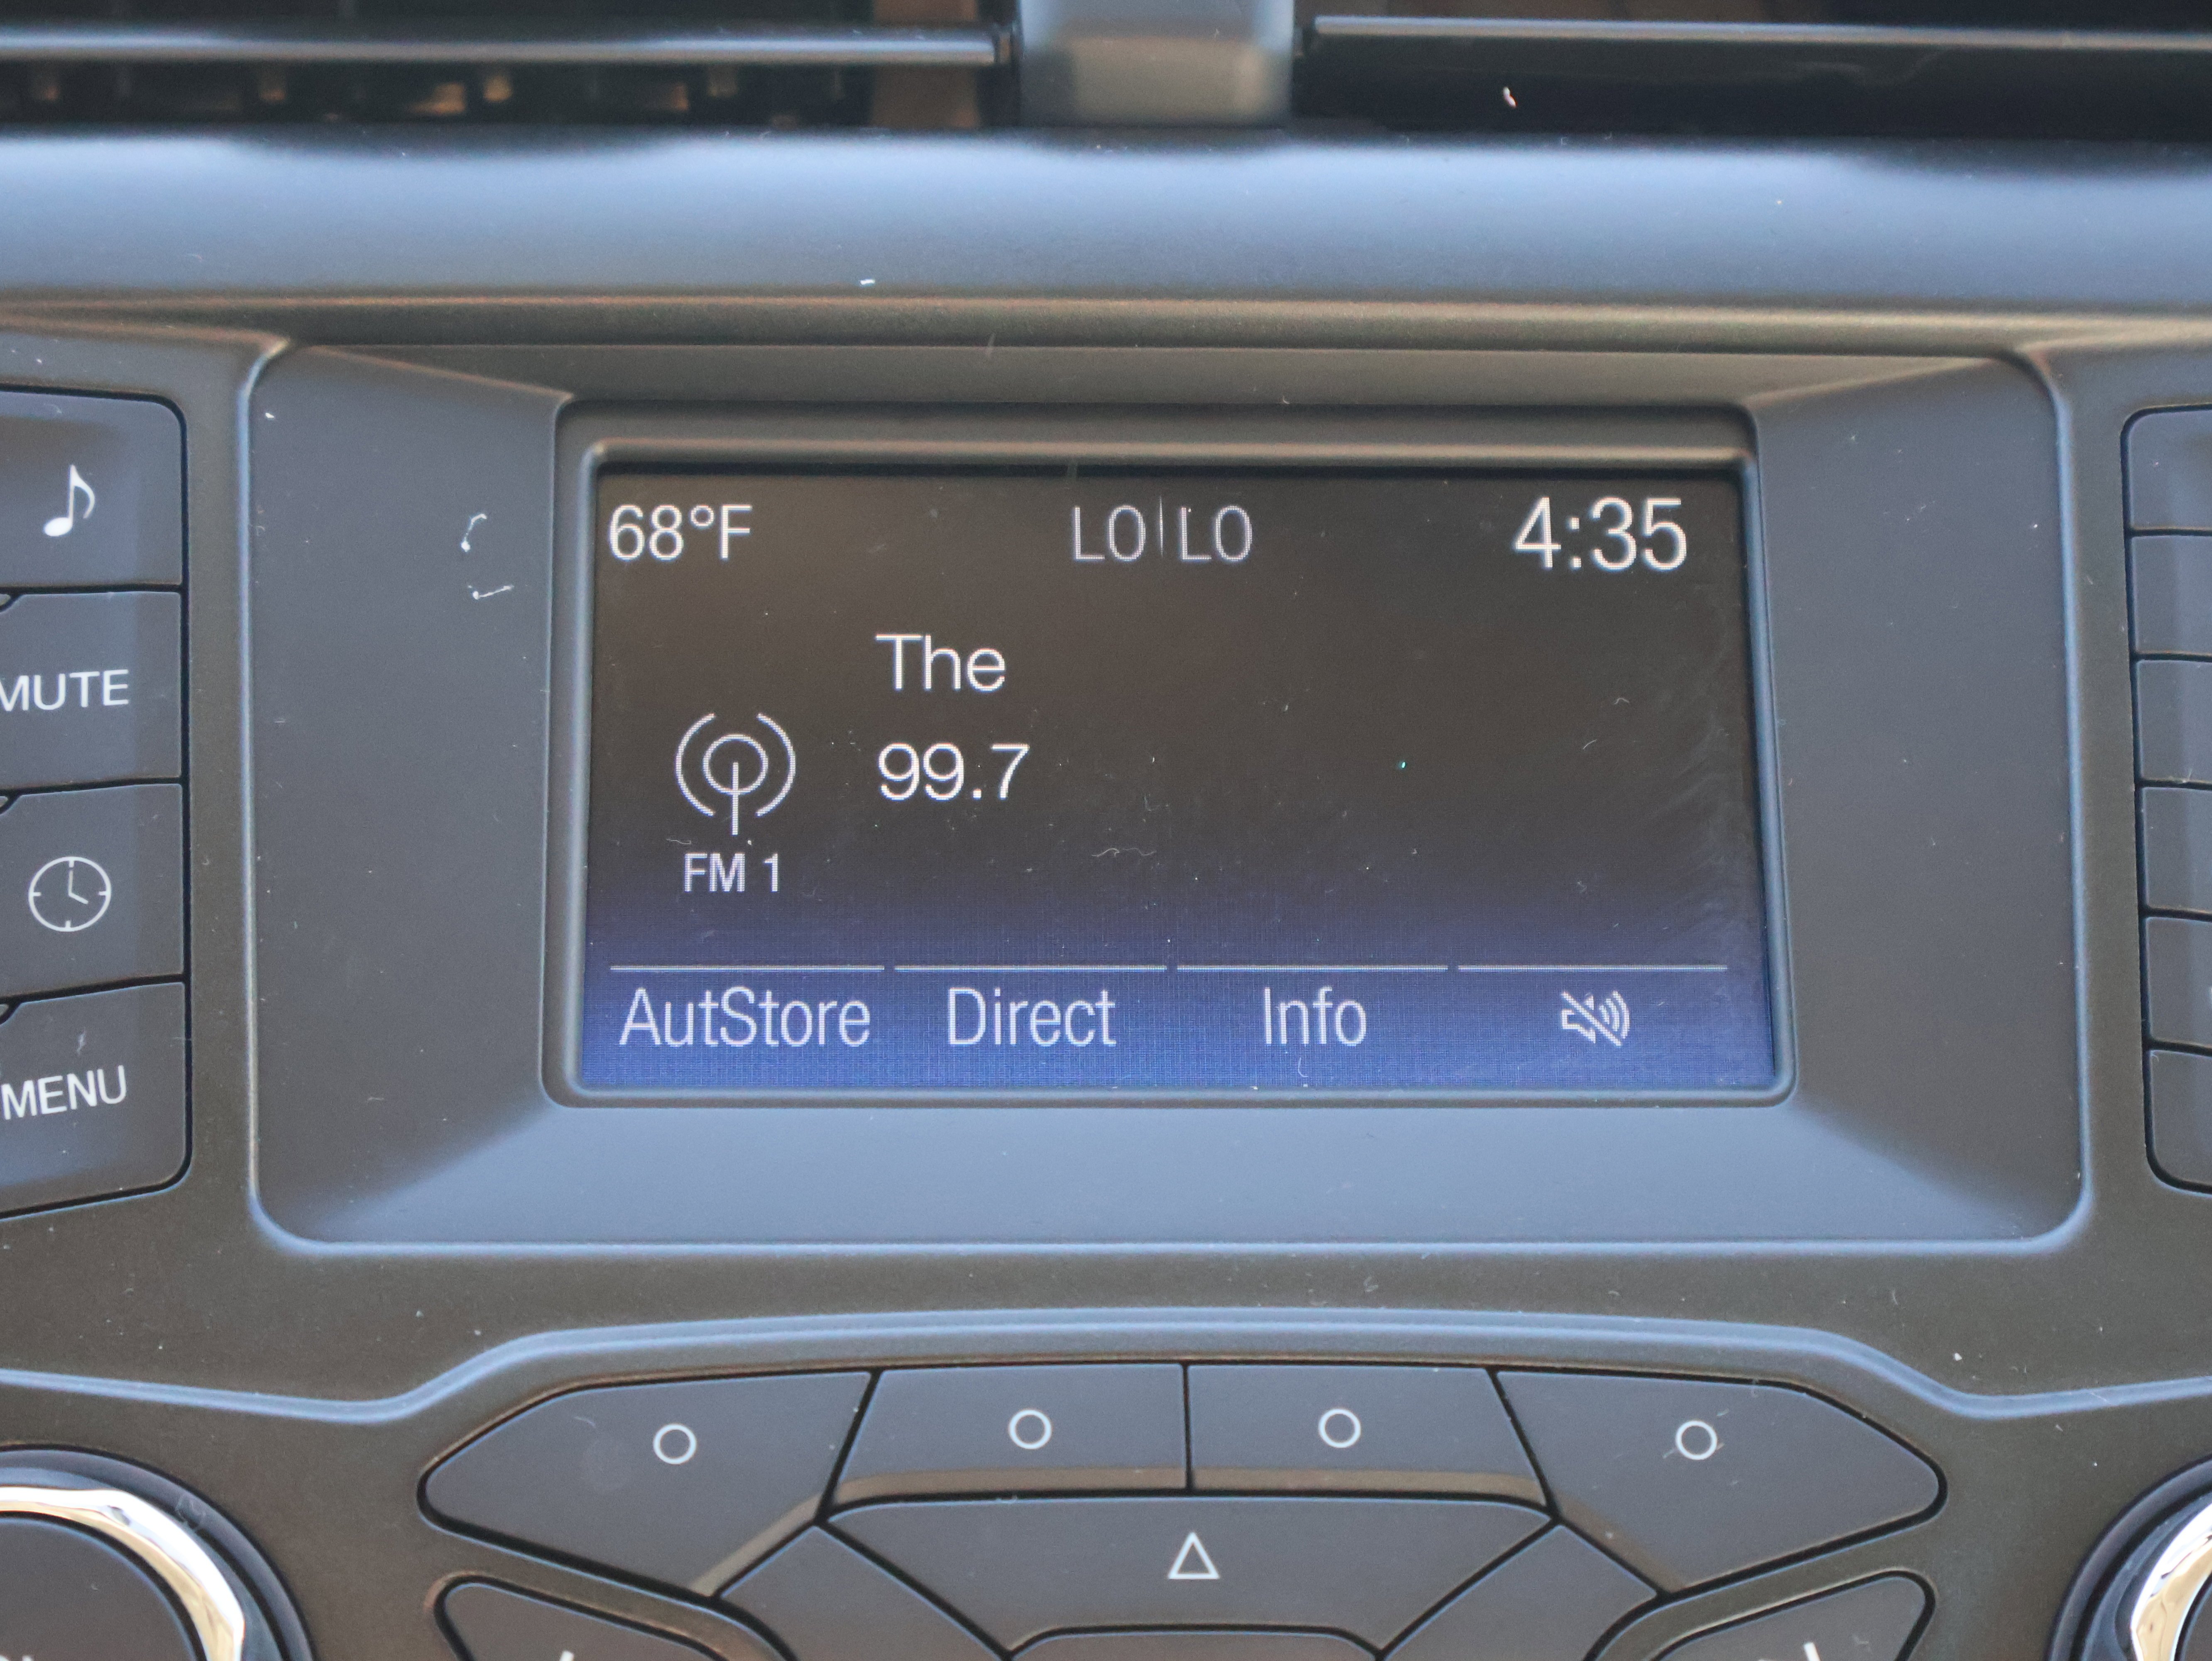 68°F LO|LO 4:35
The
99.7
FM 1
AutStore Direct Info
MUTE
MENU